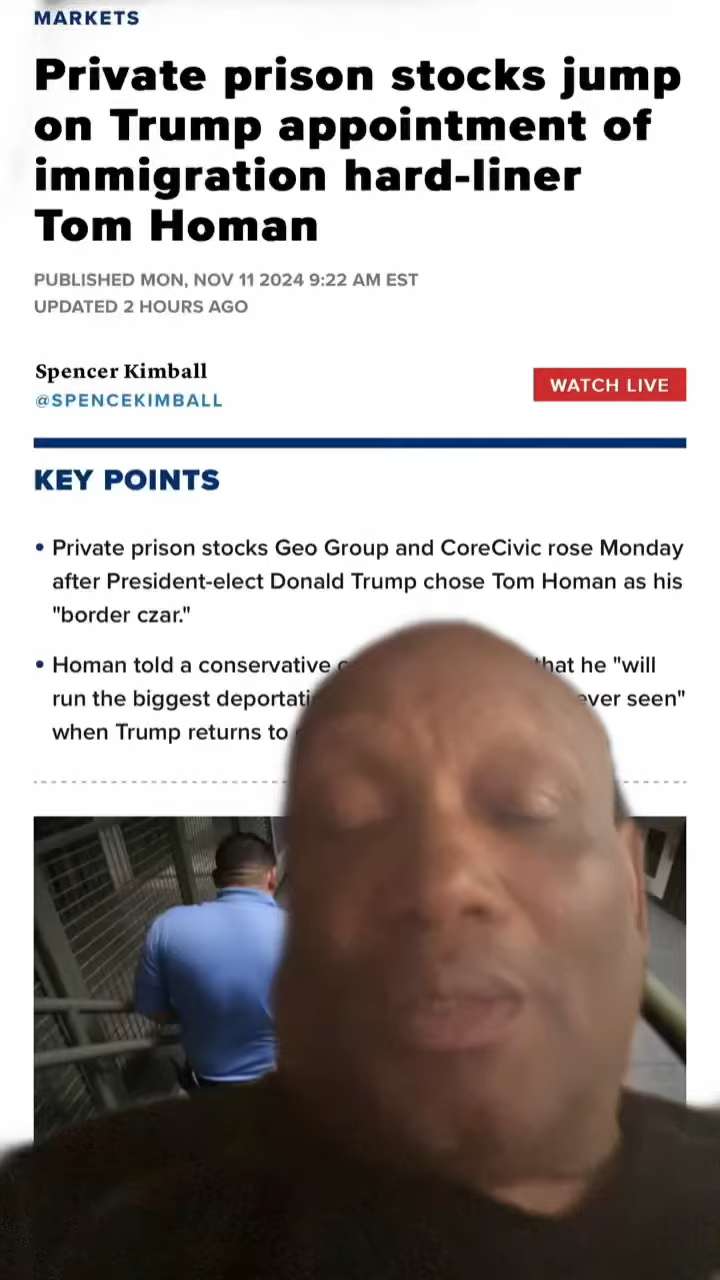 MARKETS
Private prison stocks jump
on Trump appointment of
immigration hard-liner
Tom Homan
PUBLISHED MON, NOV 11 2024 9:22 AM EST
UPDATED 2 HOURS AGO
Spencer Kimball
@SPENCEKIMBALL
WATCH LIVE
KEY POINTS
• Private prison stocks Geo Group and CoreCivic rose Monday
after President-elect Donald Trump chose Tom Homan as his
"border czar."
• Homan told a conservative that he "will
run the biggest ever seen"
when Trump returns to